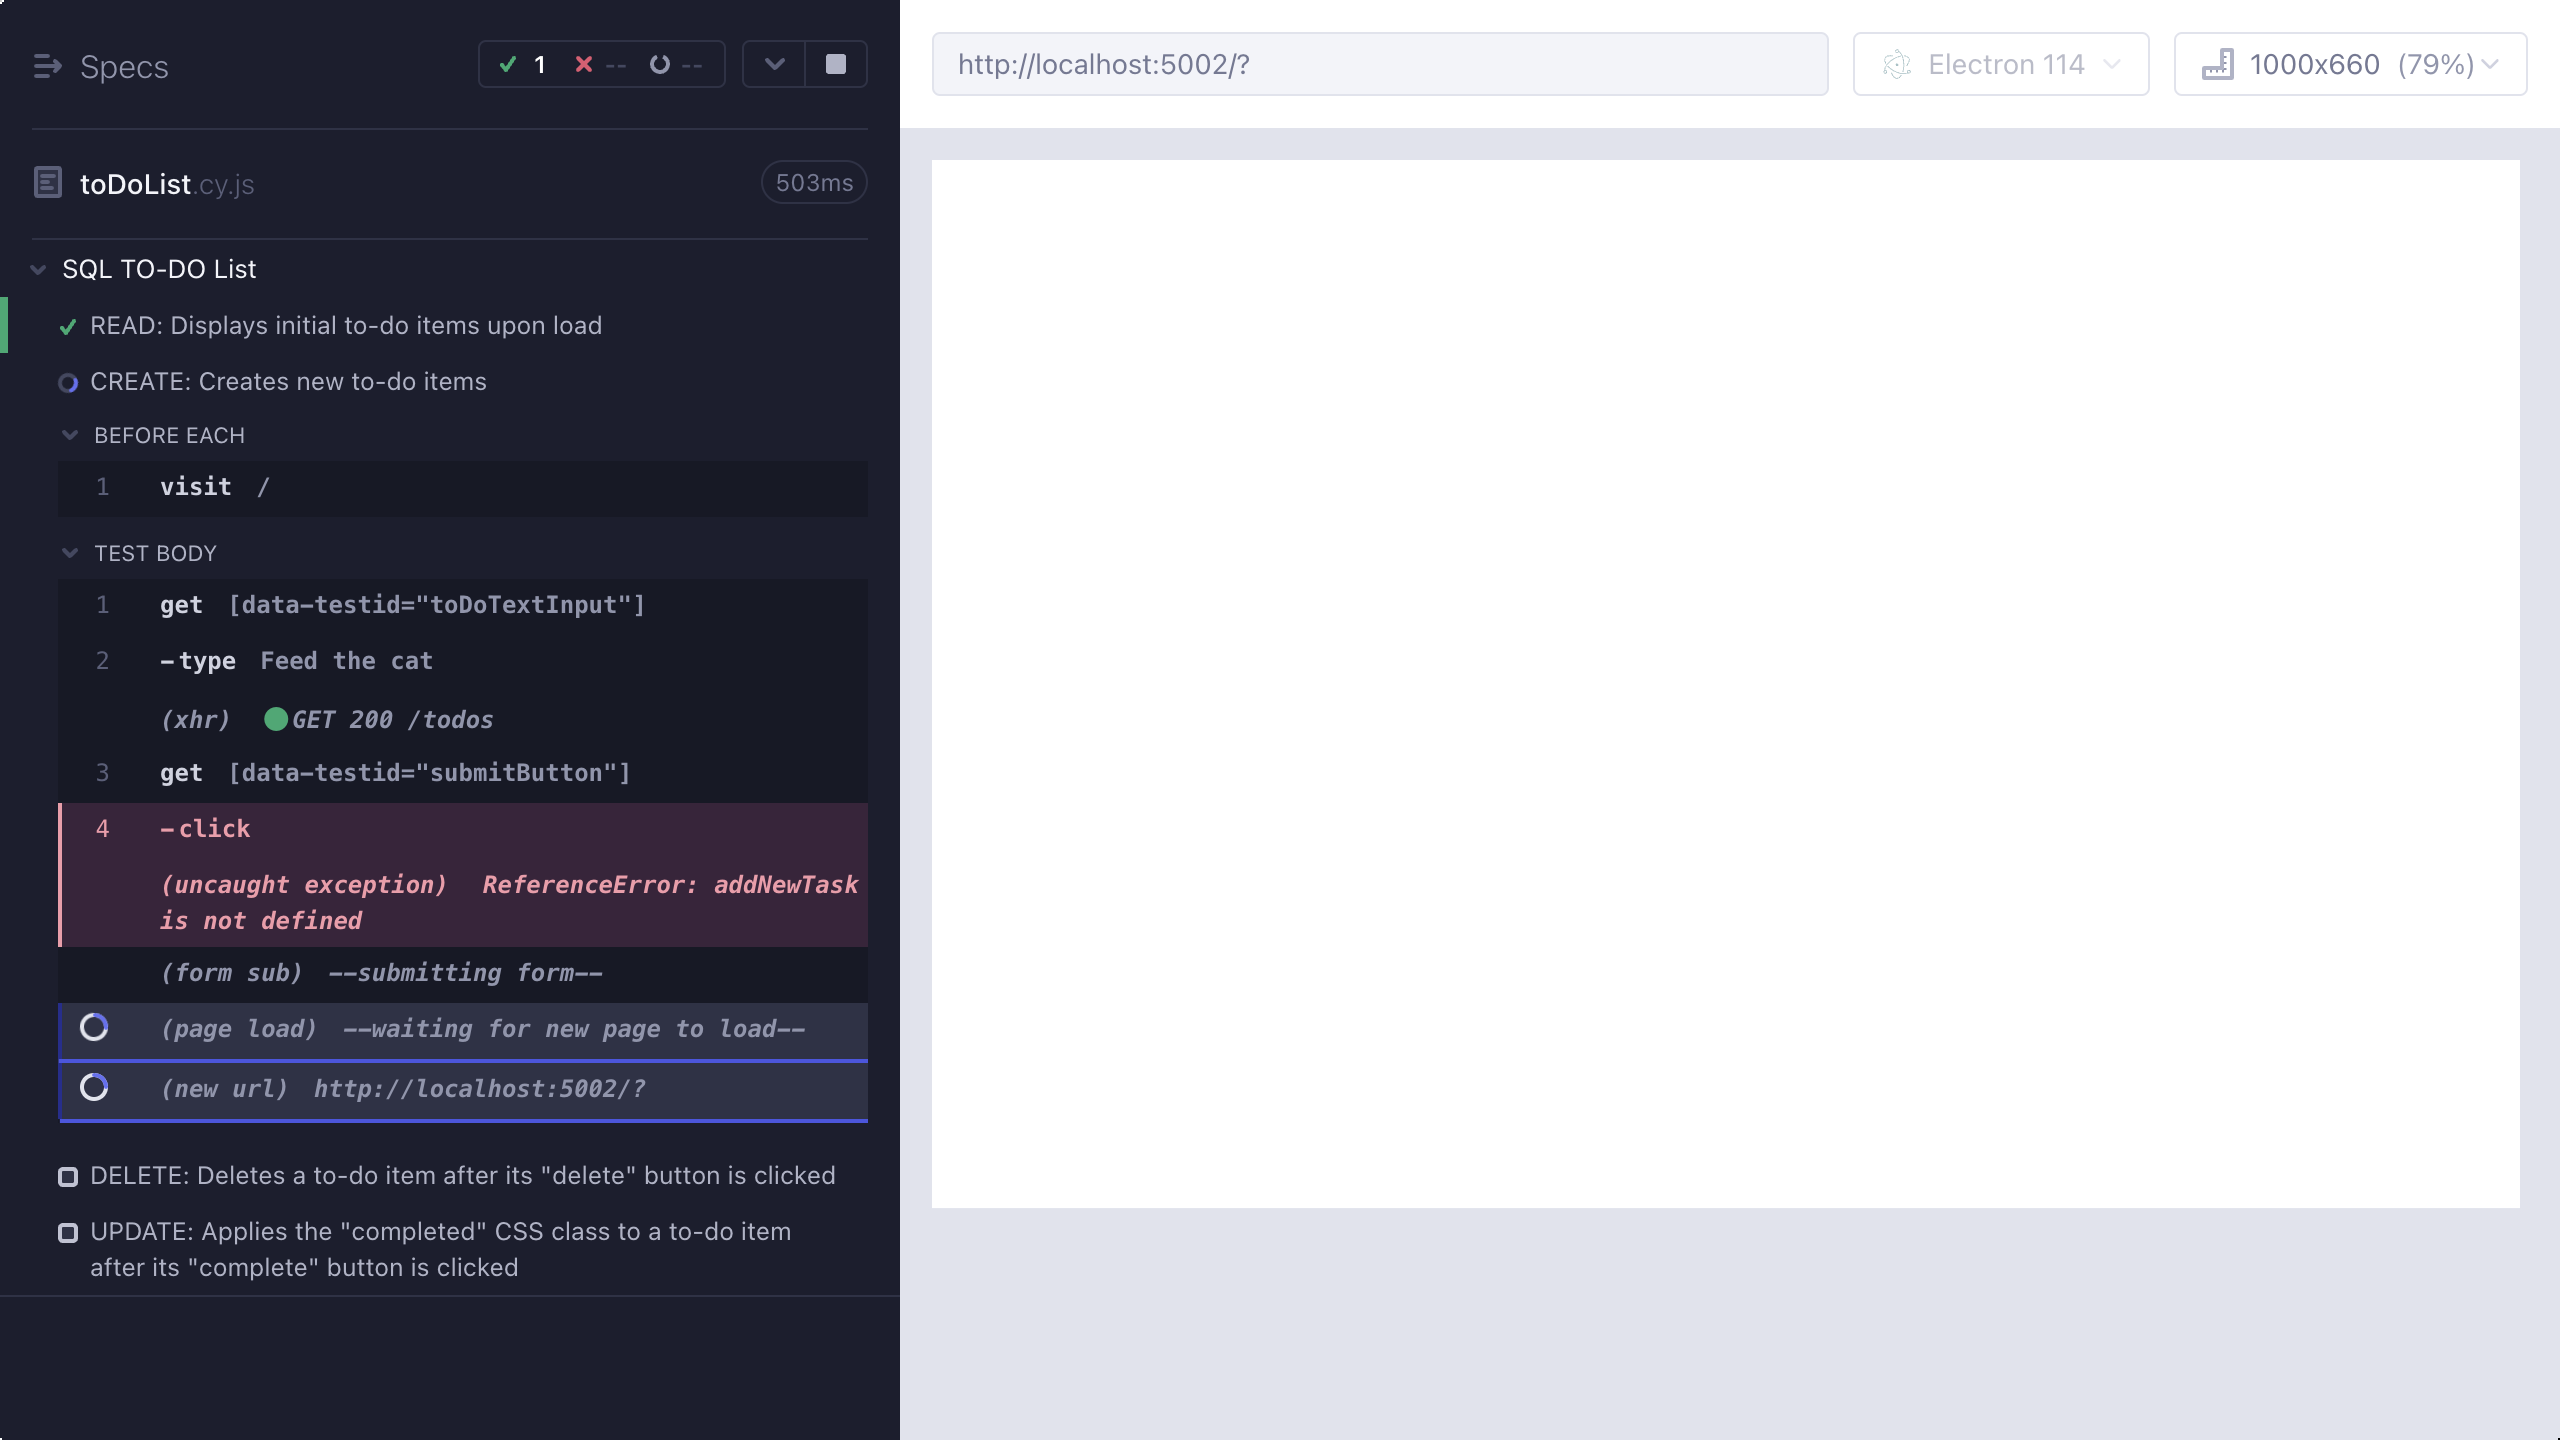 Specs
1 -- --
toDoList.cy.js
503ms
SQL TO-DO List
READ: Displays initial to-do items upon load
CREATE: Creates new to-do items
BEFORE EACH
1 visit /
TEST BODY
1 get [data-testid="toDoTextInput"]
2 -type Feed the cat
(xhr) GET 200 /todos
3 get [data-testid="submitButton"]
4 -click
(uncaught exception) ReferenceError: addNewTask
is not defined
(form sub) --submitting form--
(page load) --waiting for new page to load--
(new url) http://localhost:5002/?
DELETE: Deletes a to-do item after its "delete" button is clicked
UPDATE: Applies the "completed" CSS class to a to-do item
after its "complete" button is clicked
http://localhost:5002/?
Electron 114
1000x660 (79%)